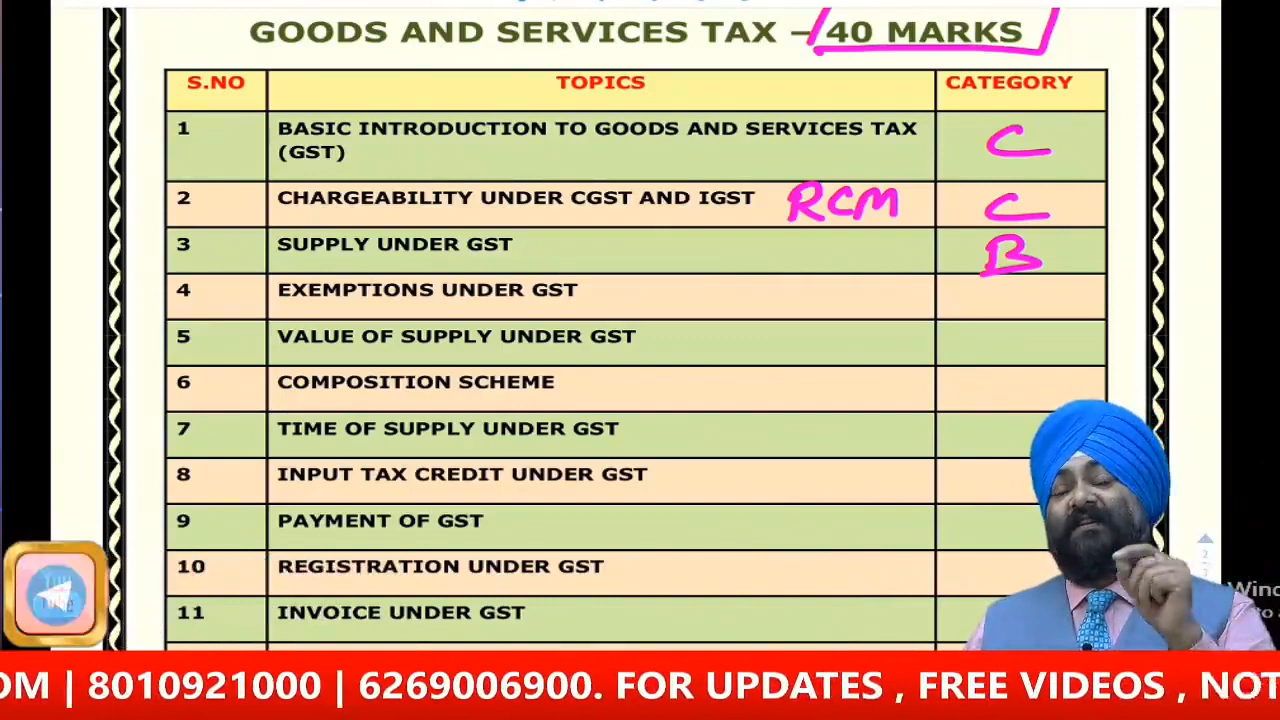 GOODS AND SERVICES TAX – 40 MARKS
S.NO TOPICS CATEGORY
1 BASIC INTRODUCTION TO GOODS AND SERVICES TAX (GST) C
2 CHARGEABILITY UNDER CGST AND IGST RCM C
3 SUPPLY UNDER GST B
4 EXEMPTIONS UNDER GST
5 VALUE OF SUPPLY UNDER GST
6 COMPOSITION SCHEME
7 TIME OF SUPPLY UNDER GST
8 INPUT TAX CREDIT UNDER GST
9 PAYMENT OF GST
10 REGISTRATION UNDER GST
11 INVOICE UNDER GST
OM | 8010921000 | 6269006900. FOR UPDATES , FREE VIDEOS , NOT